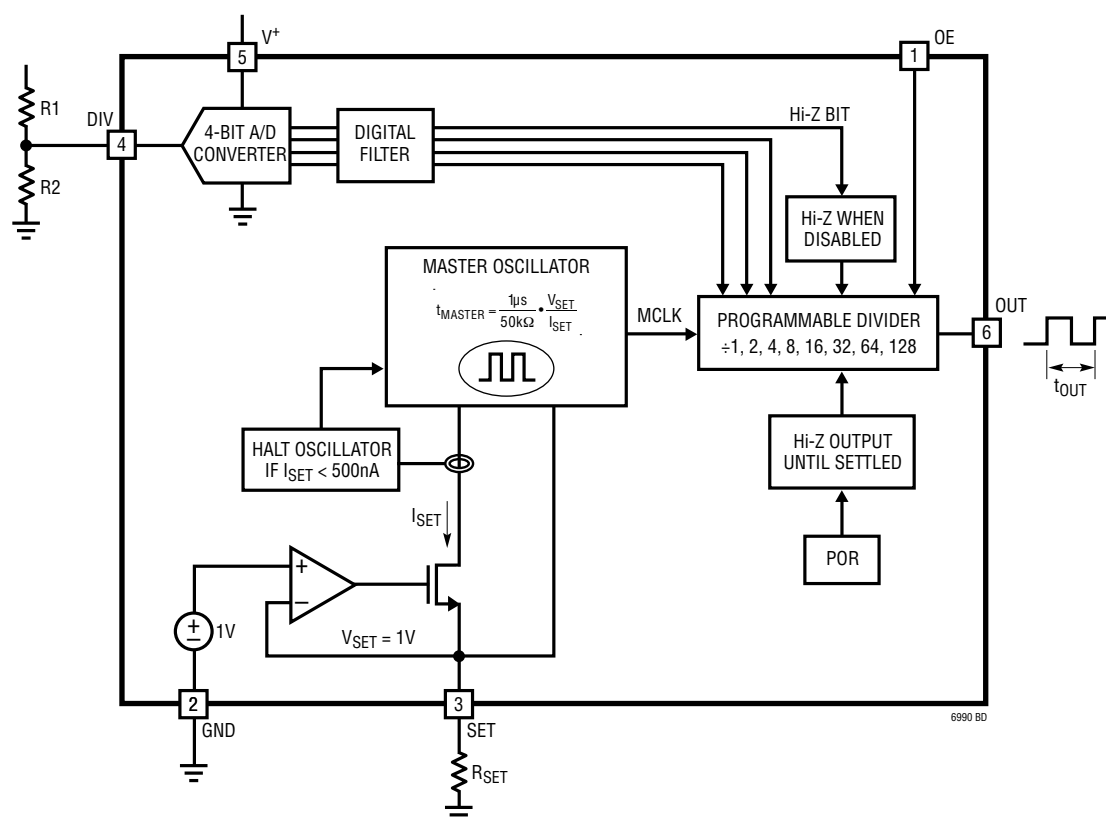 V+
5
1
OE
R1
DIV
4
4-BIT A/D
CONVERTER
DIGITAL
FILTER
Hi-Z BIT
R2
Hi-Z WHEN
DISABLED
MASTER OSCILLATOR
tMASTER = 1µs/50kΩ • VSET/ISET
MCLK
PROGRAMMABLE DIVIDER
÷1, 2, 4, 8, 16, 32, 64, 128
OUT
6
tOUT
HALT OSCILLATOR
IF ISET < 500nA
Hi-Z OUTPUT
UNTIL SETTLED
ISET
POR
+
−
+
−
1V
VSET = 1V
2
GND
3
SET
6990 BD
RSET